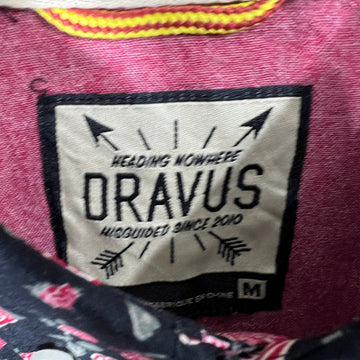 HEADING NOWHERE
DRAVUS
MISGUIDED SINCE 2010
M